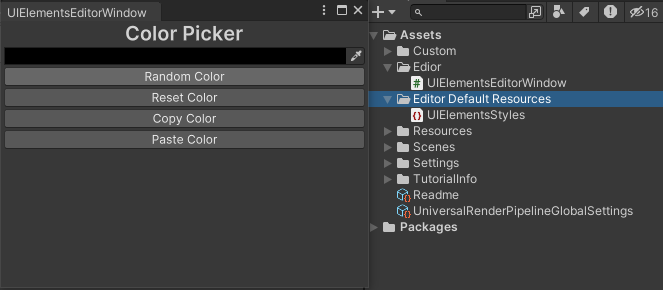 UIElementsEditorWindow
Color Picker
Random Color
Reset Color
Copy Color
Paste Color
16
Assets
Custom
Edior
UIElementsEditorWindow
Editor Default Resources
UIElementsStyles
Resources
Scenes
Settings
TutorialInfo
Readme
UniversalRenderPipelineGlobalSettings
Packages